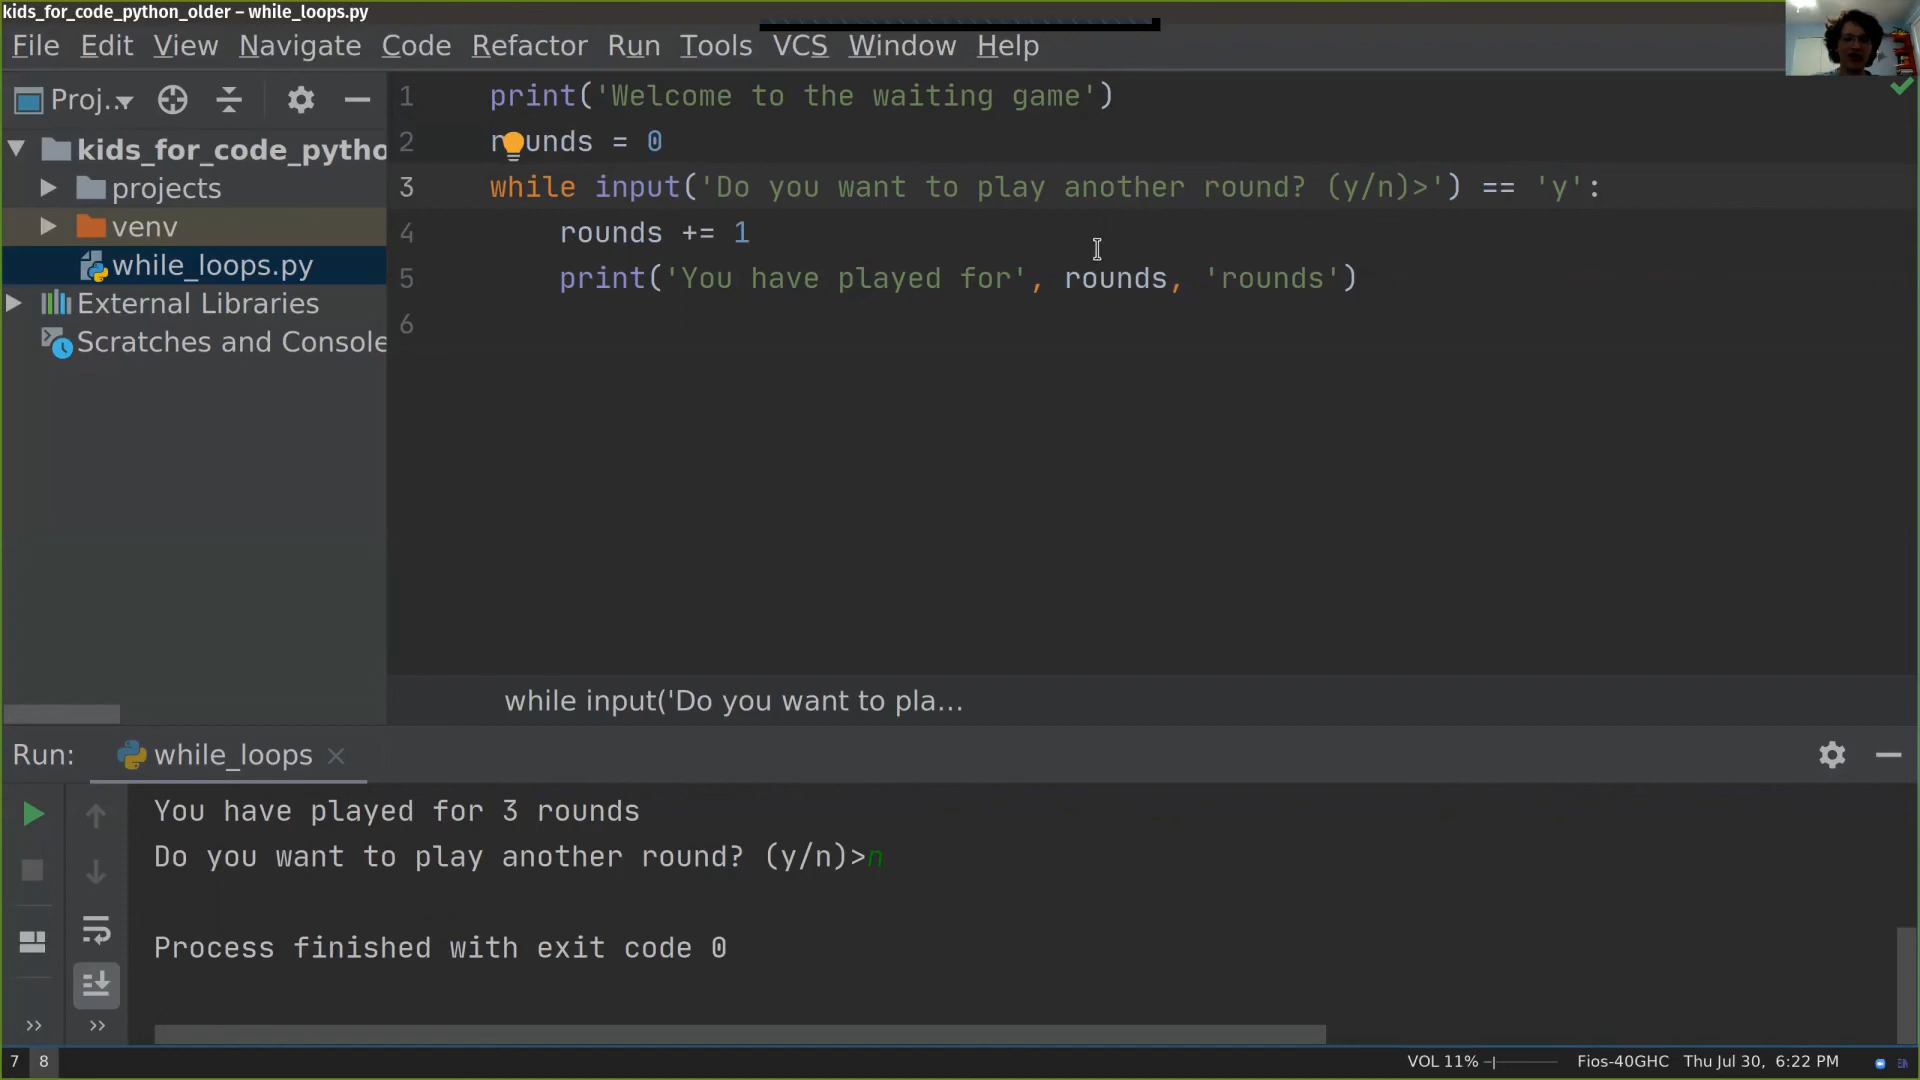 kids_for_code_python_older – while_loops.py
File Edit View Navigate Code Refactor Run Tools VCS Window Help
Proj..
kids_for_code_pytho
projects
venv
while_loops.py
External Libraries
Scratches and Console
1 print('Welcome to the waiting game')
2 rounds = 0
3 while input('Do you want to play another round? (y/n)>') == 'y':
4 rounds += 1
5 print('You have played for', rounds, 'rounds')
6
while input('Do you want to pla...
Run: while_loops
You have played for 3 rounds
Do you want to play another round? (y/n)>n
Process finished with exit code 0
7 8 VOL 11% Fios-40GHC Thu Jul 30, 6:22 PM